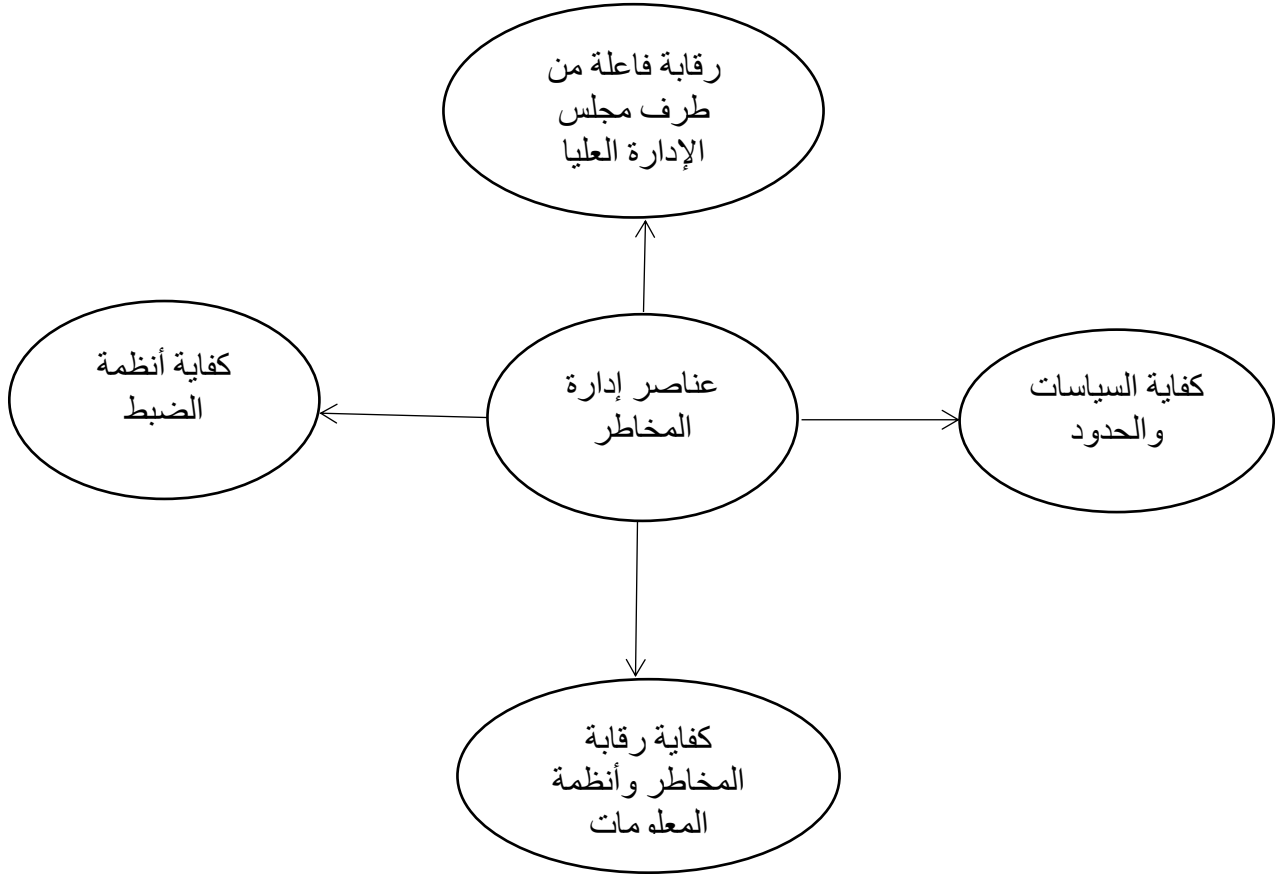 رقابة فاعلة من
طرف مجلس
الإدارة العليا
كفاية السياسات
والحدود
عناصر إدارة
المخاطر
كفاية أنظمة
الضبط
كفاية رقابة
المخاطر وأنظمة
المعلومات